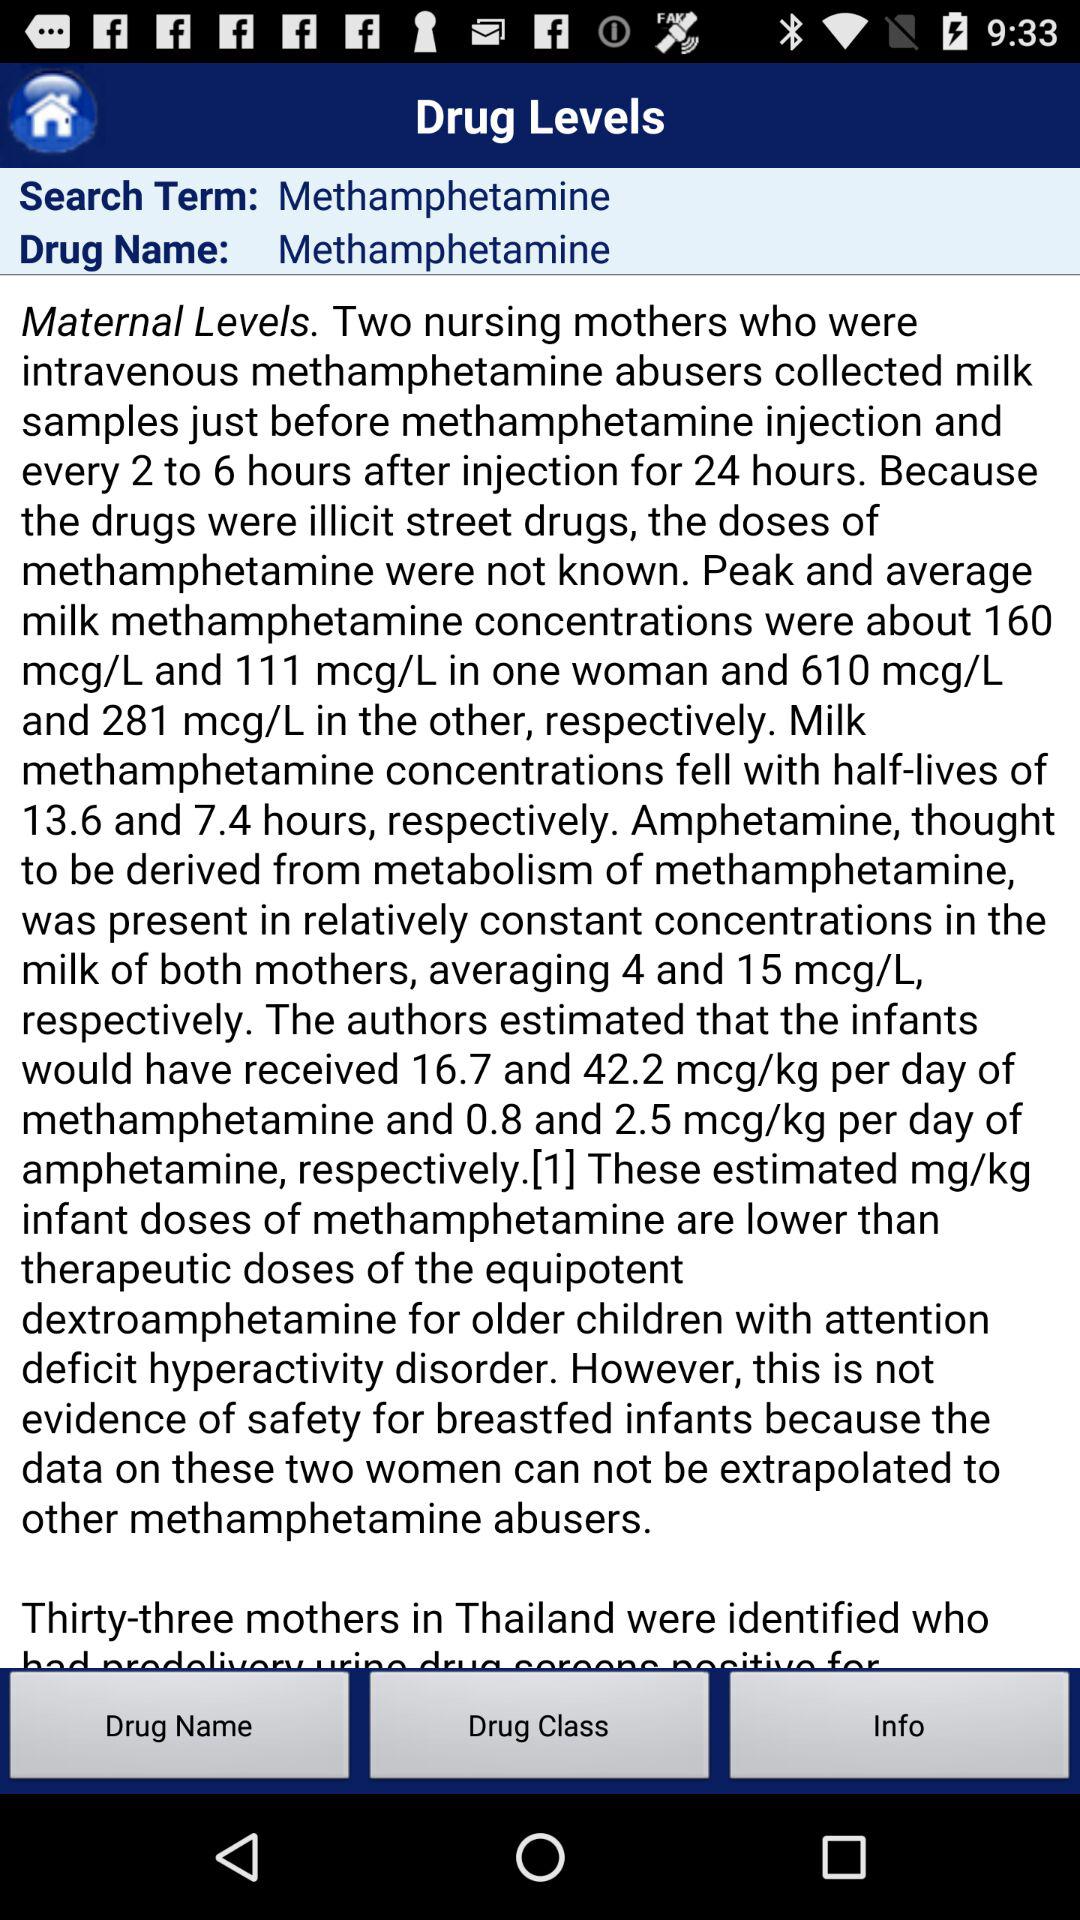 FAKE
9:33
Drug Levels
Search Term: Methamphetamine
Drug Name: Methamphetamine
Maternal Levels. Two nursing mothers who were
intravenous methamphetamine abusers collected milk
samples just before methamphetamine injection and
every 2 to 6 hours after injection for 24 hours. Because
the drugs were illicit street drugs, the doses of
methamphetamine were not known. Peak and average
milk methamphetamine concentrations were about 160
mcg/L and 111 mcg/L in one woman and 610 mcg/L
and 281 mcg/L in the other, respectively. Milk
methamphetamine concentrations fell with half-lives of
13.6 and 7.4 hours, respectively. Amphetamine, thought
to be derived from metabolism of methamphetamine,
was present in relatively constant concentrations in the
milk of both mothers, averaging 4 and 15 mcg/L,
respectively. The authors estimated that the infants
would have received 16.7 and 42.2 mcg/kg per day of
methamphetamine and 0.8 and 2.5 mcg/kg per day of
amphetamine, respectively.[1] These estimated mg/kg
infant doses of methamphetamine are lower than
therapeutic doses of the equipotent
dextroamphetamine for older children with attention
deficit hyperactivity disorder. However, this is not
evidence of safety for breastfed infants because the
data on these two women can not be extrapolated to
other methamphetamine abusers.
Thirty-three mothers in Thailand were identified who
had predelivery urine drug screens positive for
Drug Name
Drug Class
Info